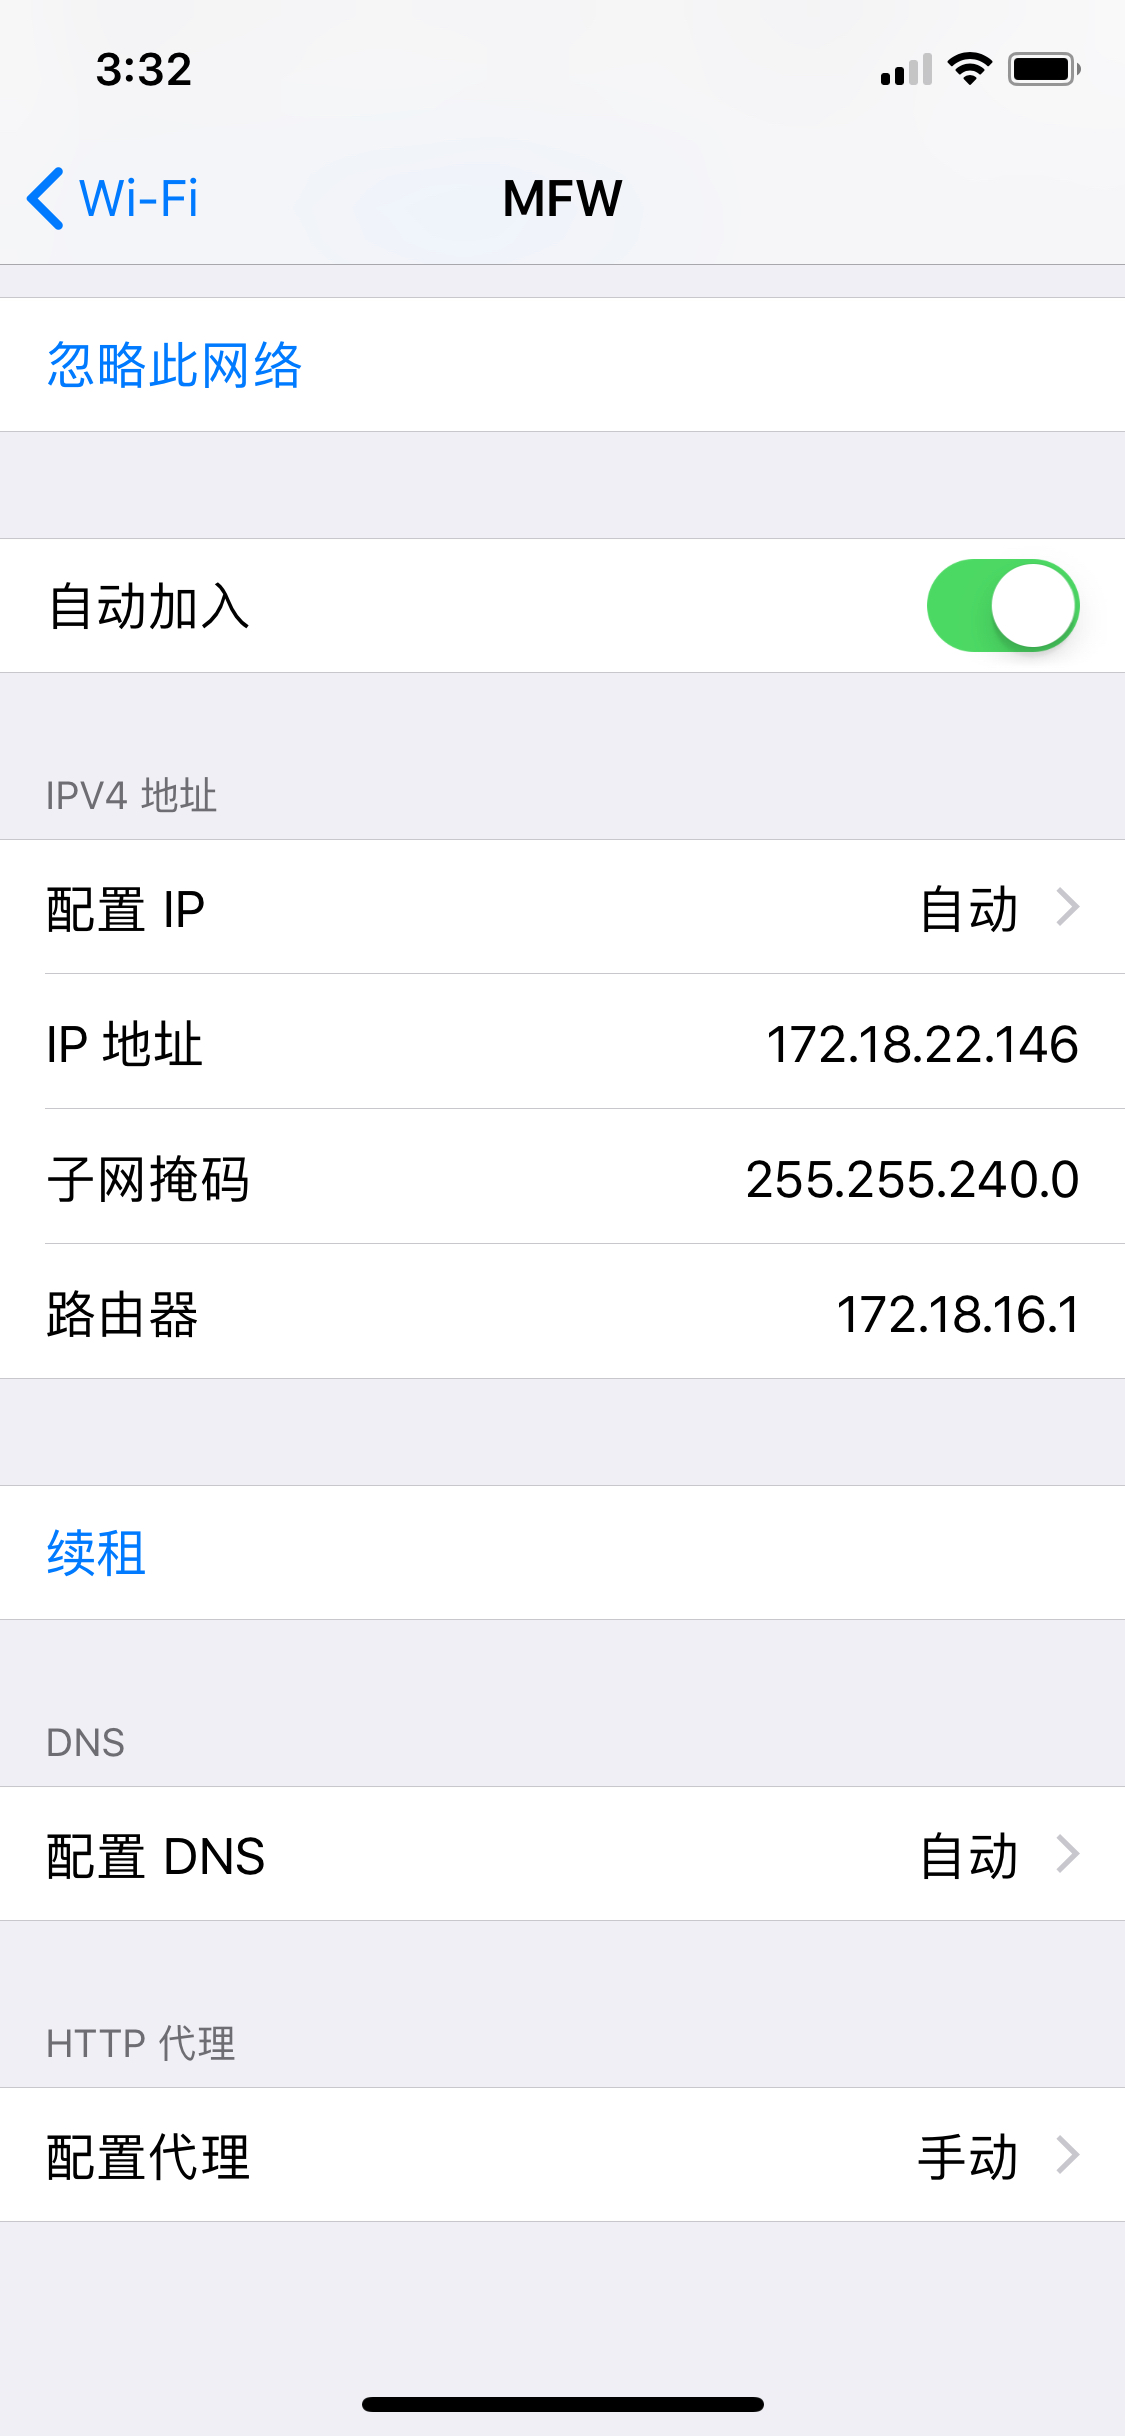 3:32
Wi-Fi
MFW
忽略此网络
自动加入
IPV4 地址
配置 IP 自动
IP 地址 172.18.22.146
子网掩码 255.255.240.0
路由器 172.18.16.1
续租
DNS
配置 DNS 自动
HTTP 代理
配置代理 手动